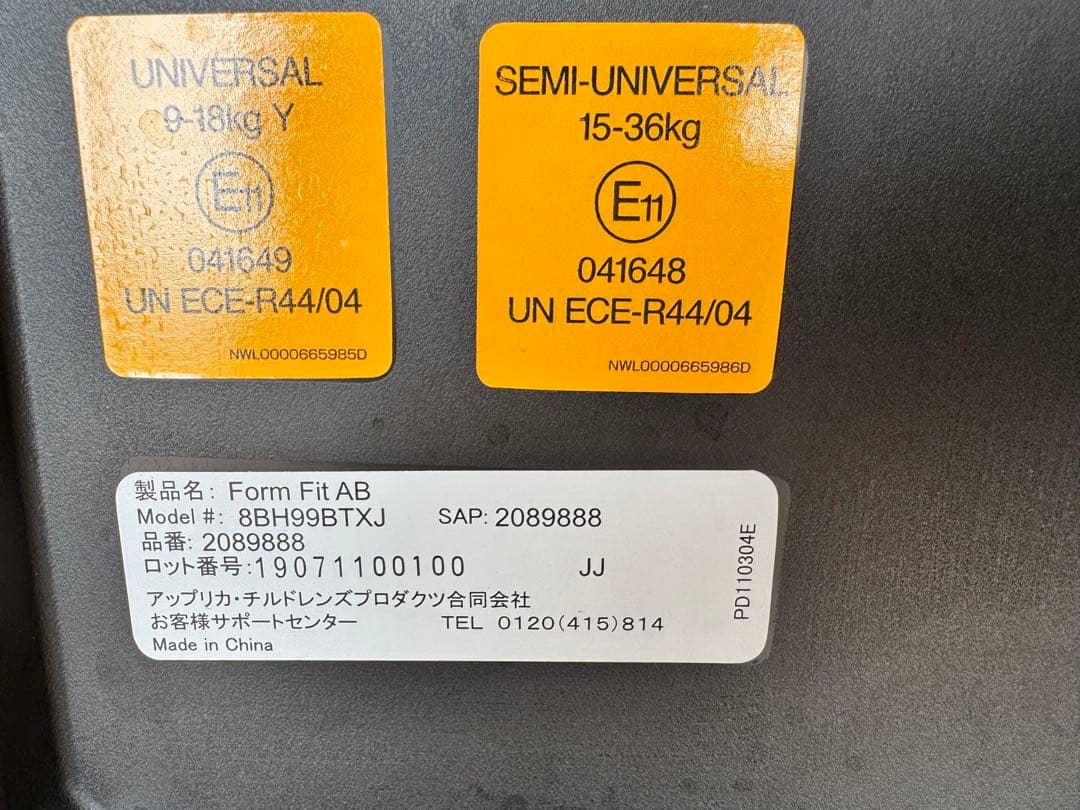 UNIVERSAL
9-18kg Y
E11
041649
UN ECE-R44/04
NWL0000665985D
SEMI-UNIVERSAL
15-36kg
E11
041648
UN ECE-R44/04
NWL0000665986D
製品名: Form Fit AB
Model #: 8BH99BTXJ SAP: 2089888
品番: 2089888
ロット番号:19071100100 JJ
アップリカ・チルドレンズプロダクツ合同会社
お客様サポートセンター TEL 0120(415)814
Made in China
PD110304E